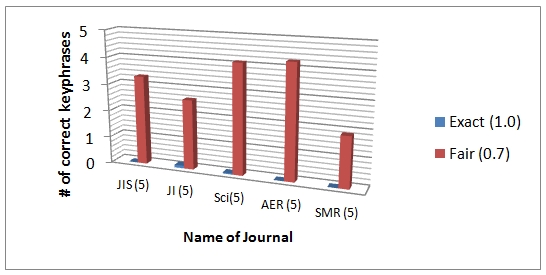 5
4
3
2
1
0
# of correct keyphrases
JIS (5)
JI (5)
Sci(5)
AER (5)
SMR (5)
Name of Journal
Exact (1.0)
Fair (0.7)